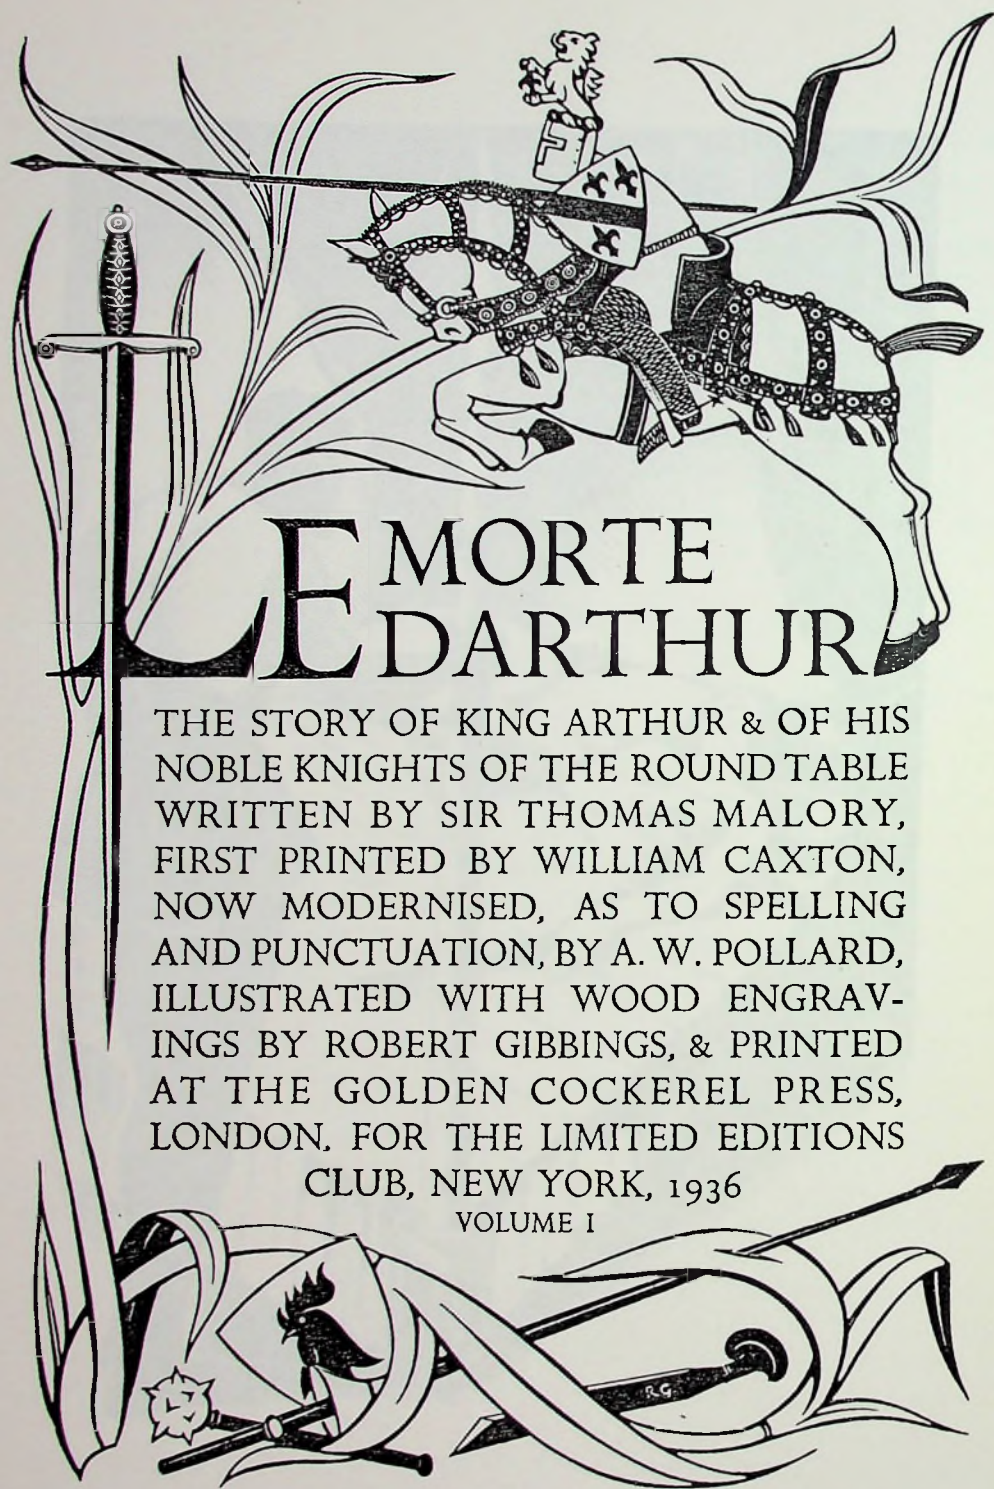 LE MORTE
DARTHUR
THE STORY OF KING ARTHUR & OF HIS
NOBLE KNIGHTS OF THE ROUND TABLE
WRITTEN BY SIR THOMAS MALORY,
FIRST PRINTED BY WILLIAM CAXTON,
NOW MODERNISED, AS TO SPELLING
AND PUNCTUATION, BY A. W. POLLARD,
ILLUSTRATED WITH WOOD ENGRAV-
INGS BY ROBERT GIBBINGS, & PRINTED
AT THE GOLDEN COCKEREL PRESS,
LONDON, FOR THE LIMITED EDITIONS
CLUB, NEW YORK, 1936
VOLUME I
RG